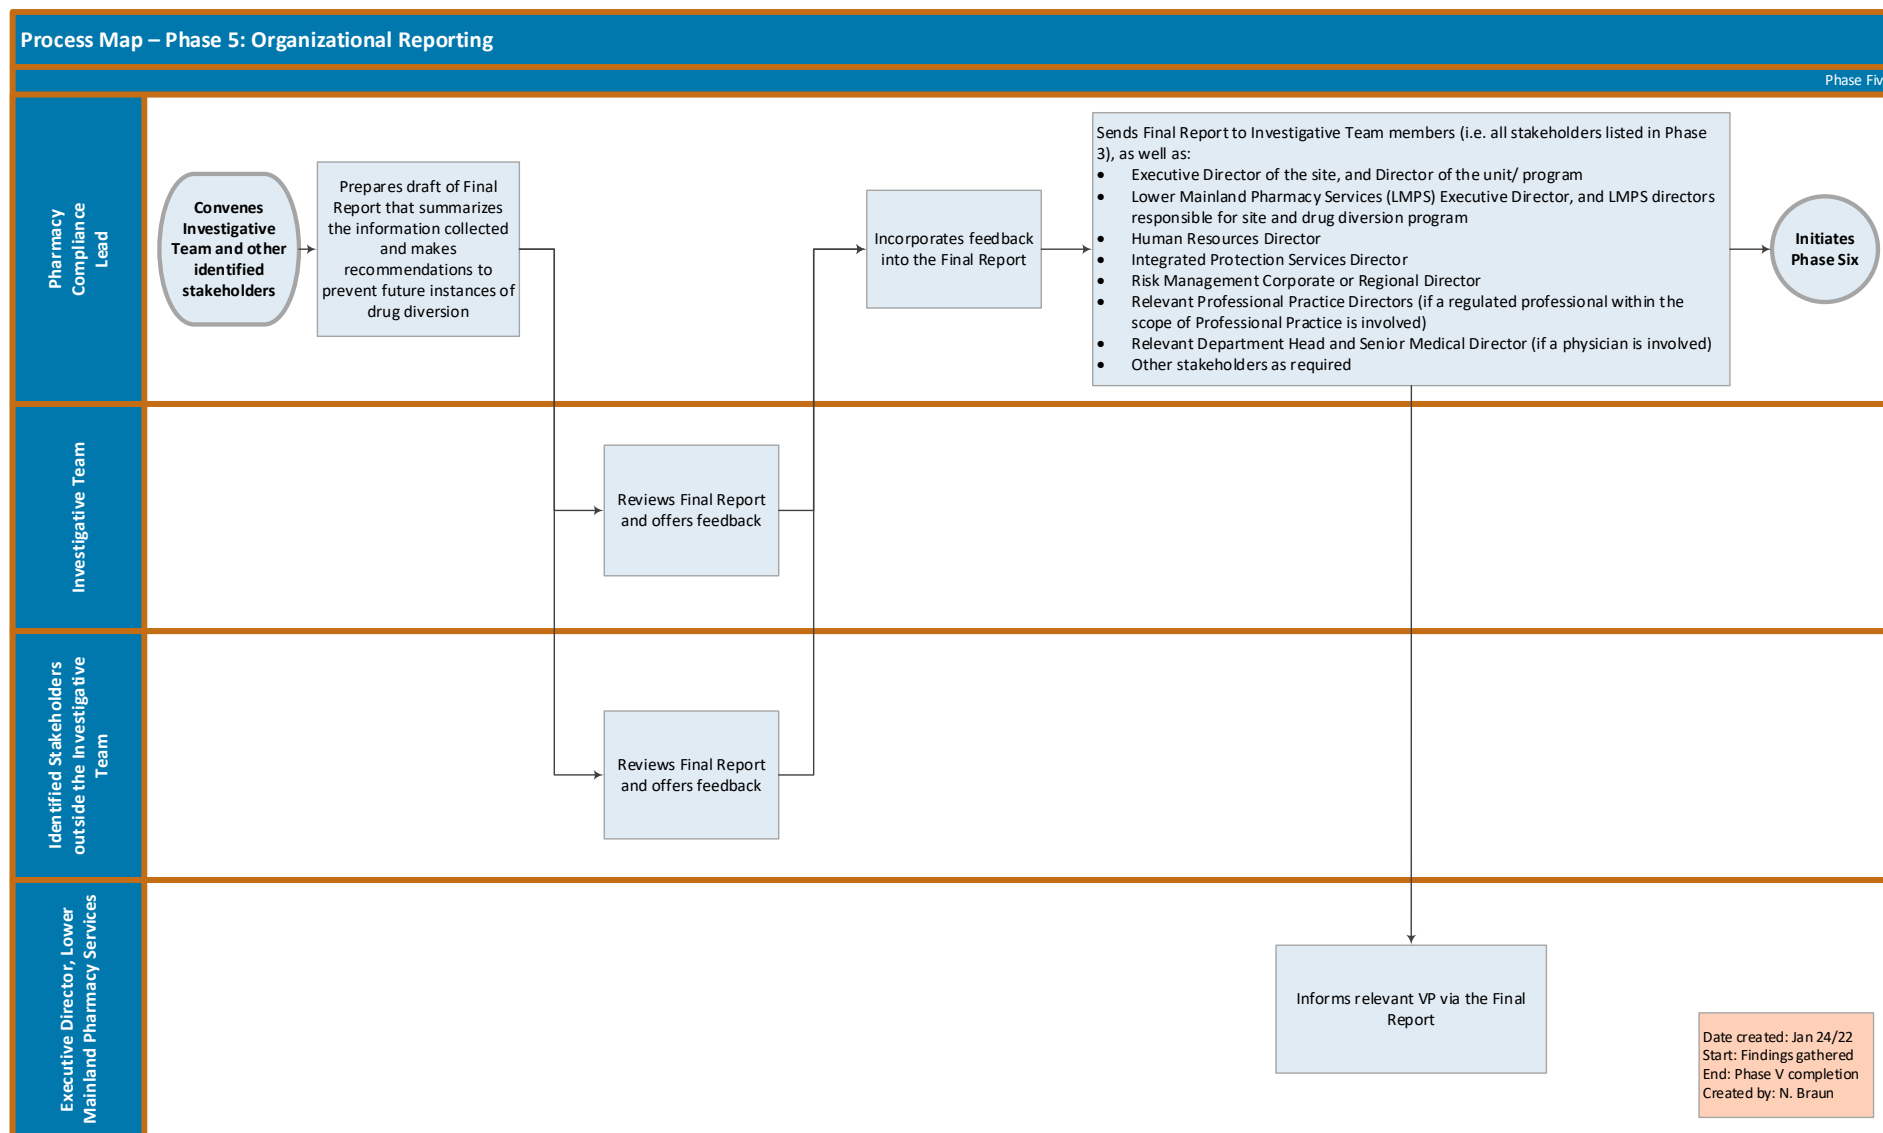 Process Map – Phase 5: Organizational Reporting
Phase Fiv
Pharmacy
Compliance
Lead
Convenes
Investigative
Team and other
identified
stakeholders
Prepares draft of Final
Report that summarizes
the information collected
and makes
recommendations to
prevent future instances of
drug diversion
Incorporates feedback
into the Final Report
Sends Final Report to Investigative Team members (i.e. all stakeholders listed in Phase
3), as well as:
• Executive Director of the site, and Director of the unit/ program
• Lower Mainland Pharmacy Services (LMPS) Executive Director, and LMPS directors
responsible for site and drug diversion program
• Human Resources Director
• Integrated Protection Services Director
• Risk Management Corporate or Regional Director
• Relevant Professional Practice Directors (if a regulated professional within the
scope of Professional Practice is involved)
• Relevant Department Head and Senior Medical Director (if a physician is involved)
• Other stakeholders as required
Initiates
Phase Six
Investigative Team
Reviews Final Report
and offers feedback
Identified Stakeholders
outside the Investigative
Team
Reviews Final Report
and offers feedback
Executive Director, Lower
Mainland Pharmacy Services
Informs relevant VP via the Final
Report
Date created: Jan 24/22
Start: Findings gathered
End: Phase V completion
Created by: N. Braun